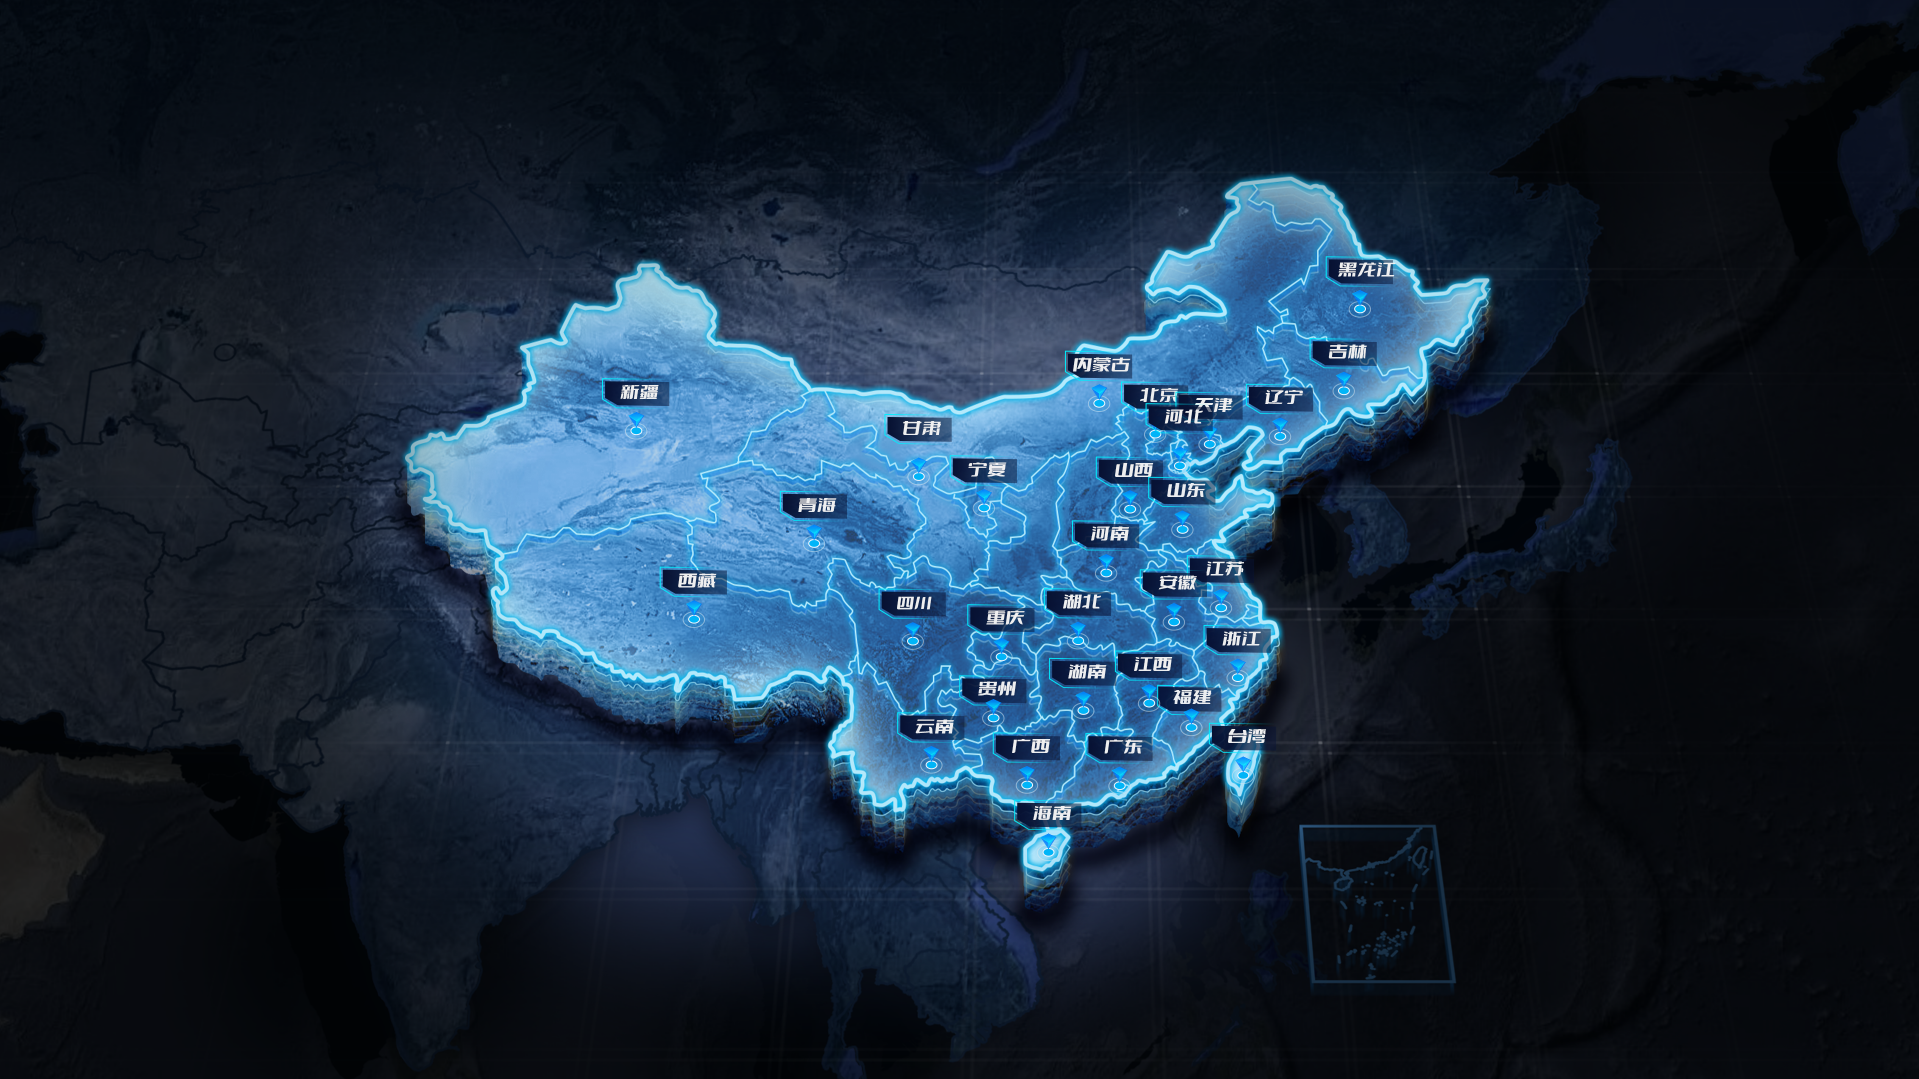 黑龙江
吉林
内蒙古
新疆
北京
辽宁
天津
河北
甘肃
宁夏
山西
山东
青海
河南
江苏
西藏
安徽
四川
湖北
重庆
浙江
江西
湖南
贵州
福建
云南
台湾
广西
广东
海南